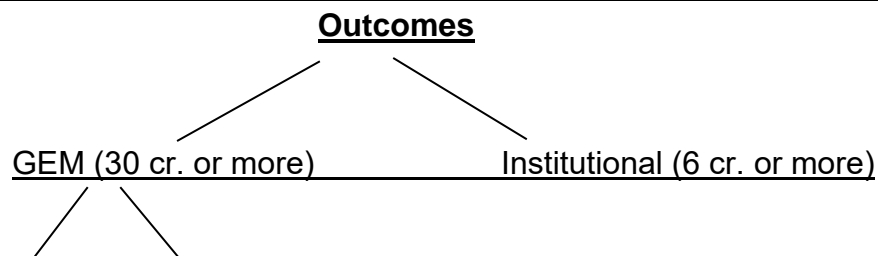 Outcomes
GEM (30 cr. or more) Institutional (6 cr. or more)